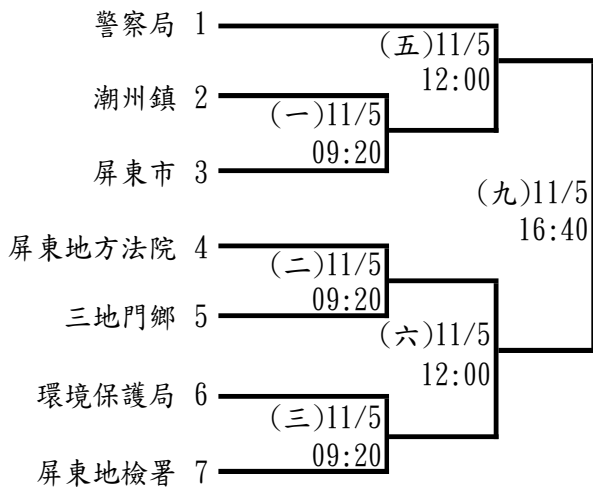 警察局 1
(五)11/5
12:00
潮州鎮 2
(一)11/5
09:20
屏東市 3
(九)11/5
16:40
屏東地方法院 4
(二)11/5
09:20
三地門鄉 5
(六)11/5
12:00
環境保護局 6
(三)11/5
09:20
屏東地檢署 7